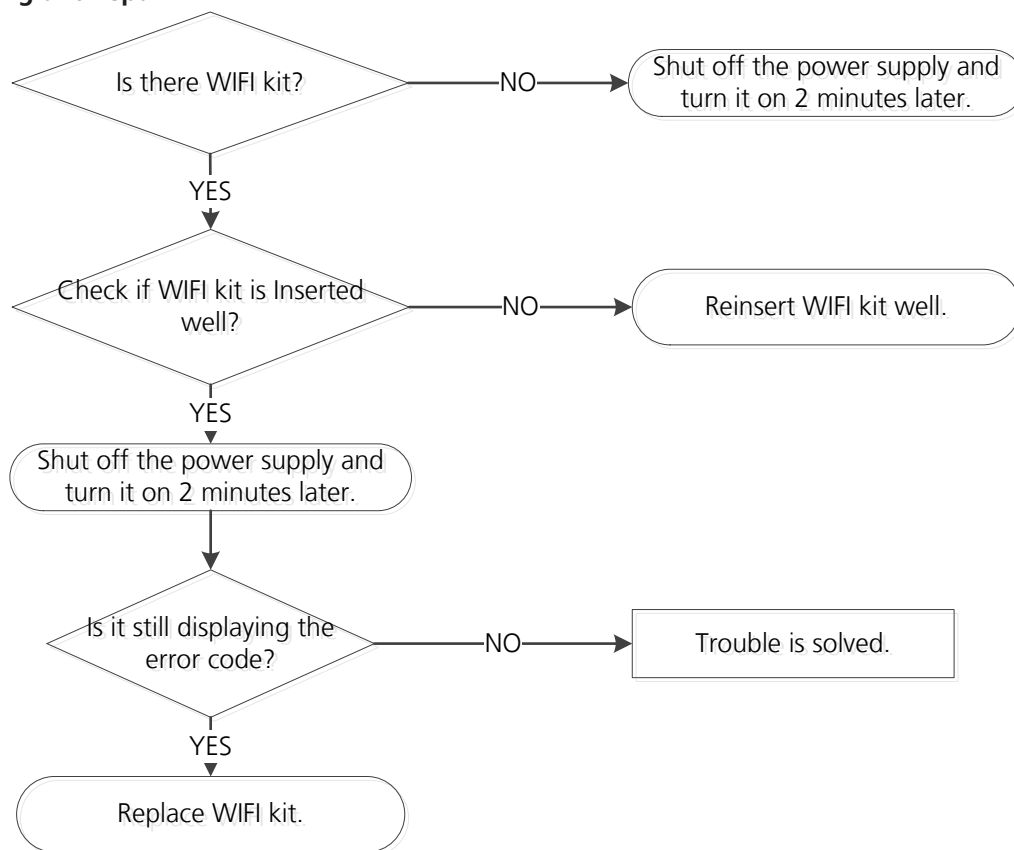 Is there WIFI kit?
NO
Shut off the power supply and
turn it on 2 minutes later.
YES
Check if WIFI kit is Inserted
well?
NO
Reinsert WIFI kit well.
YES
Shut off the power supply and
turn it on 2 minutes later.
Is it still displaying the
error code?
NO
Trouble is solved.
YES
Replace WIFI kit.